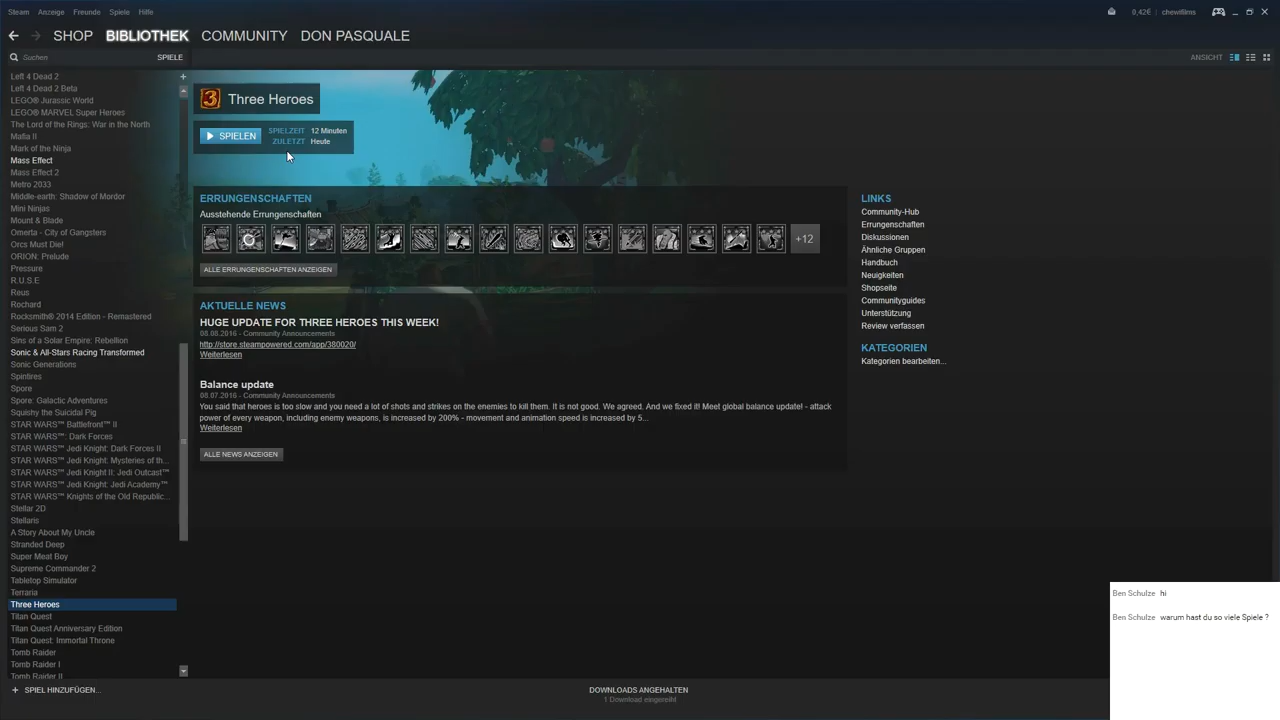 Steam Anzeige Freunde Spiele Hilfe
0,42€ chewifilms
SHOP BIBLIOTHEK COMMUNITY DON PASQUALE
Suchen SPIELE
ANSICHT
Left 4 Dead 2
Left 4 Dead 2 Beta
LEGO® Jurassic World
LEGO® MARVEL Super Heroes
The Lord of the Rings: War in the North
Mafia II
Mark of the Ninja
Mass Effect
Mass Effect 2
Metro 2033
Middle-earth: Shadow of Mordor
Mini Ninjas
Mount & Blade
Omerta - City of Gangsters
Orcs Must Die!
ORION: Prelude
Pressure
R.U.S.E
Reus
Rochard
Rocksmith® 2014 Edition - Remastered
Serious Sam 2
Sins of a Solar Empire: Rebellion
Sonic & All-Stars Racing Transformed
Sonic Generations
Spintires
Spore
Spore: Galactic Adventures
Squishy the Suicidal Pig
STAR WARS™ Battlefront™ II
STAR WARS™: Dark Forces
STAR WARS™ Jedi Knight: Dark Forces II
STAR WARS™ Jedi Knight: Mysteries of th...
STAR WARS™ Jedi Knight II: Jedi Outcast™
STAR WARS™ Jedi Knight: Jedi Academy™
STAR WARS™ Knights of the Old Republic...
Stellar 2D
Stellaris
A Story About My Uncle
Stranded Deep
Super Meat Boy
Supreme Commander 2
Tabletop Simulator
Terraria
Three Heroes
Titan Quest
Titan Quest Anniversary Edition
Titan Quest: Immortal Throne
Tomb Raider
Tomb Raider I
Tomb Raider II
+ SPIEL HINZUFÜGEN...
3 Three Heroes
SPIELEN
SPIELZEIT 12 Minuten
ZULETZT Heute
ERRUNGENSCHAFTEN
Ausstehende Errungenschaften
+12
ALLE ERRUNGENSCHAFTEN ANZEIGEN
AKTUELLE NEWS
HUGE UPDATE FOR THREE HEROES THIS WEEK!
08.08.2016 - Community Announcements
http://store.steampowered.com/app/380020/
Weiterlesen
Balance update
08.07.2016 - Community Announcements
You said that heroes is too slow and you need a lot of shots and strikes on the enemies to kill them. It is not good. We agreed. And we fixed it! Meet global balance update! - attack
power of every weapon, including enemy weapons, is increased by 200% - movement and animation speed is increased by 5...
Weiterlesen
ALLE NEWS ANZEIGEN
LINKS
Community-Hub
Errungenschaften
Diskussionen
Ähnliche Gruppen
Handbuch
Neuigkeiten
Shopseite
Communityguides
Unterstützung
Review verfassen
KATEGORIEN
Kategorien bearbeiten...
DOWNLOADS ANGEHALTEN
1 Download eingereiht
Ben Schulze hi
Ben Schulze warum hast du so viele Spiele ?